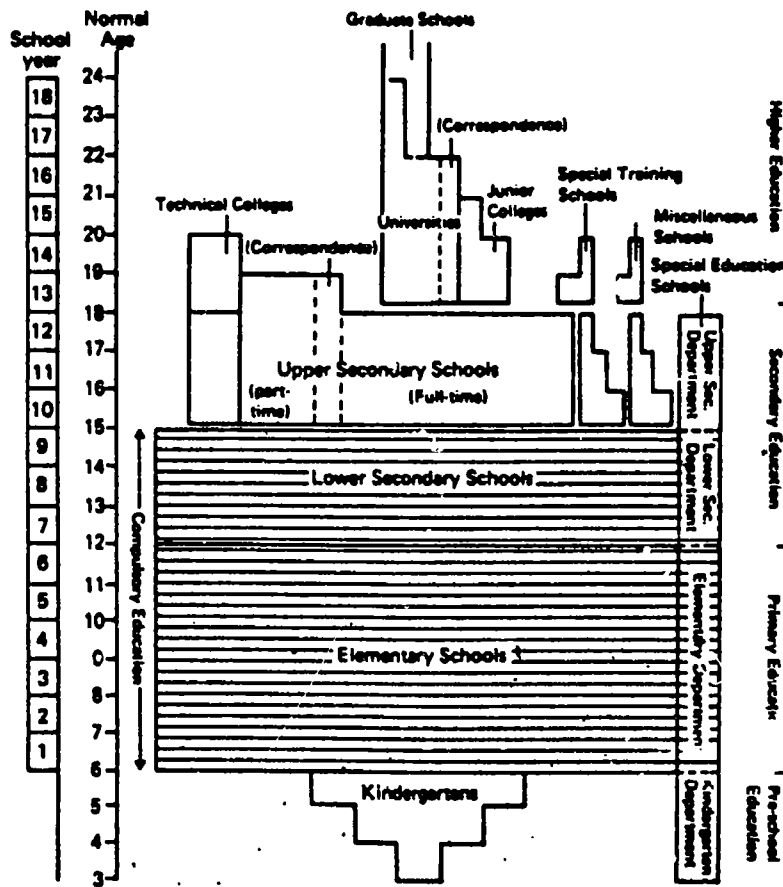 School
year
Normal
Age
Graduate Schools
18
17
16
15
14
13
12
11
10
9
8
7
6
5
4
3
2
1
24
23
22
21
20
19
18
17
16
15
14
13
12
11
10
9
8
7
6
5
4
3
(Correspondence)
Technical Colleges
(Correspondence)
Universities
Junior
Colleges
Special Training
Schools
Miscellaneous
Schools
Special Education
Schools
Upper Secondary Schools
(part-
time)
(Full-time)
Upper Sec.
Department
Lower Secondary Schools
Lower Sec.
Department
Compulsory Education
Elementary Schools
Elementary Department
Kindergartens
Kindergarten
Department
Higher Education
Secondary Education
Primary Educatic
Pre-school
Education